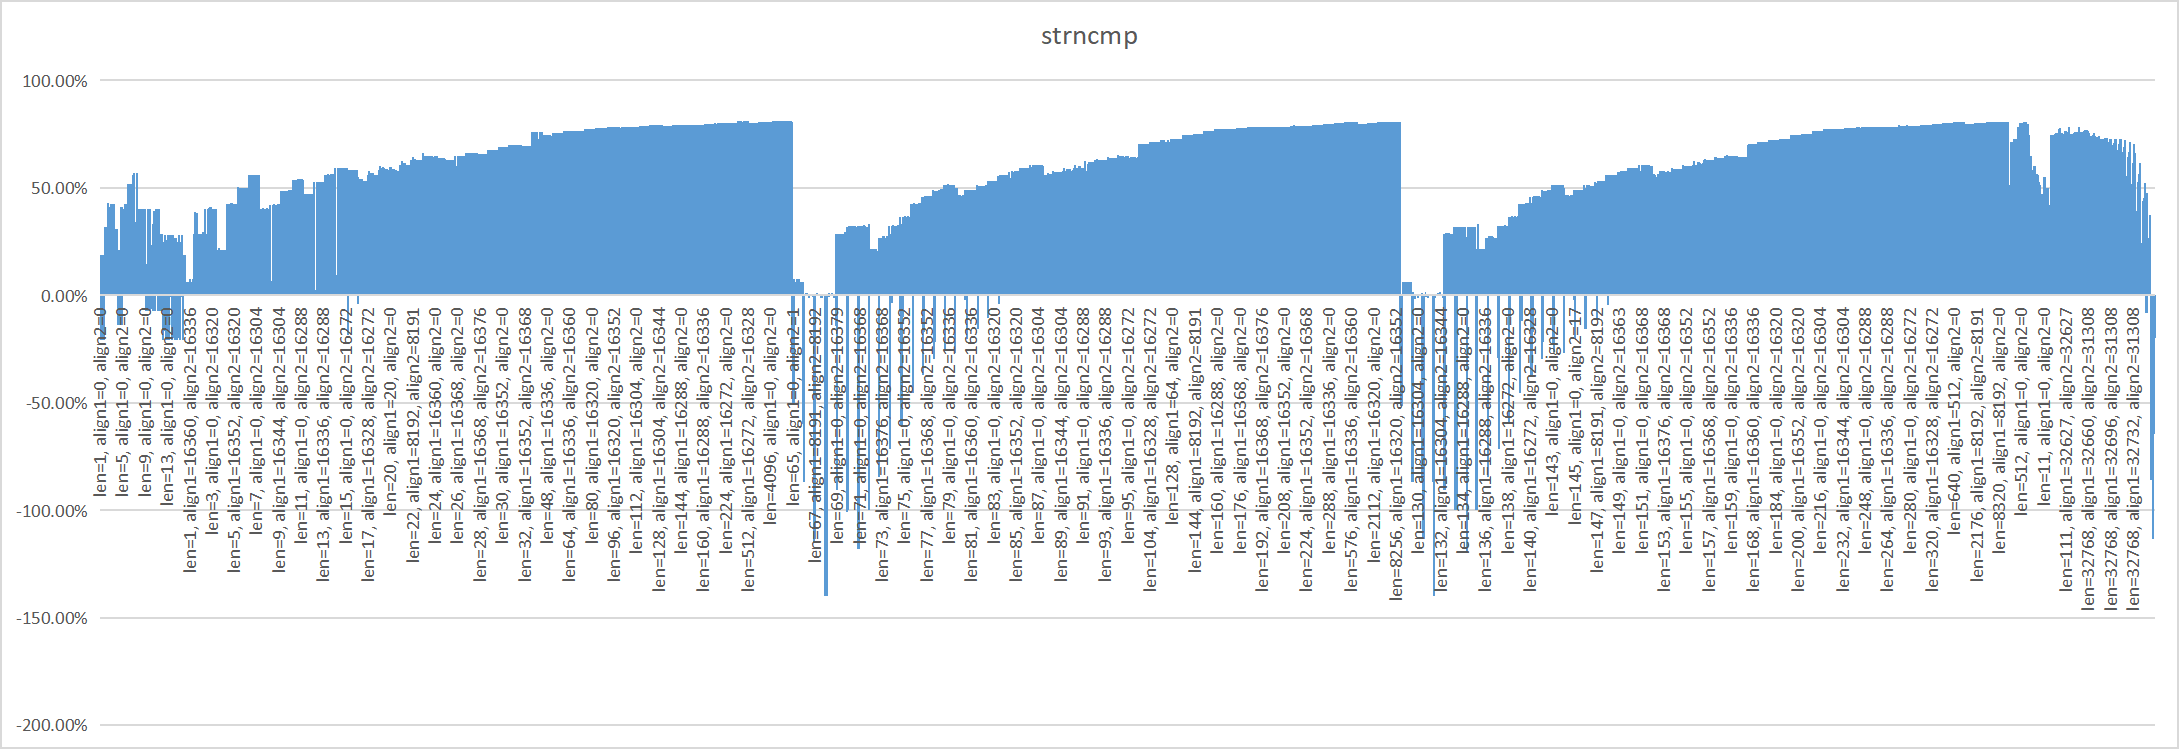 strncmp
100.00%
50.00%
0.00%
-50.00%
-100.00%
-150.00%
-200.00%
len=1, align1=0, align2=0
len=5, align1=0, align2=0
len=9, align1=0, align2=0
len=13, align1=0, align2=0
len=1, align1=16360, align2=16336
len=3, align1=0, align2=16320
len=5, align1=16352, align2=16320
len=7, align1=0, align2=16304
len=9, align1=16344, align2=16304
len=11, align1=0, align2=16288
len=13, align1=16336, align2=16288
len=15, align1=0, align2=16272
len=17, align1=16328, align2=16272
len=20, align1=20, align2=0
len=22, align1=8192, align2=8191
len=24, align1=16360, align2=0
len=26, align1=16368, align2=0
len=28, align1=16368, align2=16376
len=30, align1=16352, align2=0
len=32, align1=16352, align2=16368
len=48, align1=16336, align2=0
len=64, align1=16336, align2=16360
len=80, align1=16320, align2=0
len=96, align1=16320, align2=16352
len=112, align1=16304, align2=0
len=128, align1=16304, align2=16344
len=144, align1=16288, align2=0
len=160, align1=16288, align2=16336
len=224, align1=16272, align2=0
len=512, align1=16272, align2=16328
len=4096, align1=0, align2=0
len=65, align1=0, align2=1
len=67, align1=8191, align2=8192
len=69, align1=0, align2=16379
len=71, align1=0, align2=16368
len=73, align1=16376, align2=16368
len=75, align1=0, align2=16352
len=77, align1=16368, align2=16352
len=79, align1=0, align2=16336
len=81, align1=16360, align2=16336
len=83, align1=0, align2=16320
len=85, align1=16352, align2=16320
len=87, align1=0, align2=16304
len=89, align1=16344, align2=16304
len=91, align1=0, align2=16288
len=93, align1=16336, align2=16288
len=95, align1=0, align2=16272
len=104, align1=16328, align2=16272
len=128, align1=64, align2=0
len=144, align1=8192, align2=8191
len=160, align1=16288, align2=0
len=176, align1=16368, align2=0
len=192, align1=16368, align2=16376
len=208, align1=16352, align2=0
len=224, align1=16352, align2=16368
len=288, align1=16336, align2=0
len=576, align1=16336, align2=16360
len=2112, align1=16320, align2=0
len=8256, align1=16320, align2=16352
len=130, align1=16304, align2=0
len=132, align1=16304, align2=16344
len=134, align1=16288, align2=0
len=136, align1=16288, align2=16336
len=138, align1=16272, align2=0
len=140, align1=16272, align2=16328
len=143, align1=0, align2=0
len=145, align1=0, align2=17
len=147, align1=8191, align2=8192
len=149, align1=0, align2=16363
len=151, align1=0, align2=16368
len=153, align1=16376, align2=16368
len=155, align1=0, align2=16352
len=157, align1=16368, align2=16352
len=159, align1=0, align2=16336
len=168, align1=16360, align2=16336
len=184, align1=0, align2=16320
len=200, align1=16352, align2=16320
len=216, align1=0, align2=16304
len=232, align1=16344, align2=16304
len=248, align1=0, align2=16288
len=264, align1=16336, align2=16288
len=280, align1=0, align2=16272
len=320, align1=16328, align2=16272
len=640, align1=512, align2=0
len=2176, align1=8192, align2=8191
len=8320, align1=8192, align2=0
len=512, align1=0, align2=0
len=11, align1=0, align2=0
len=111, align1=32627, align2=32627
len=32768, align1=32660, align2=31308
len=32768, align1=32696, align2=31308
len=32768, align1=32732, align2=31308